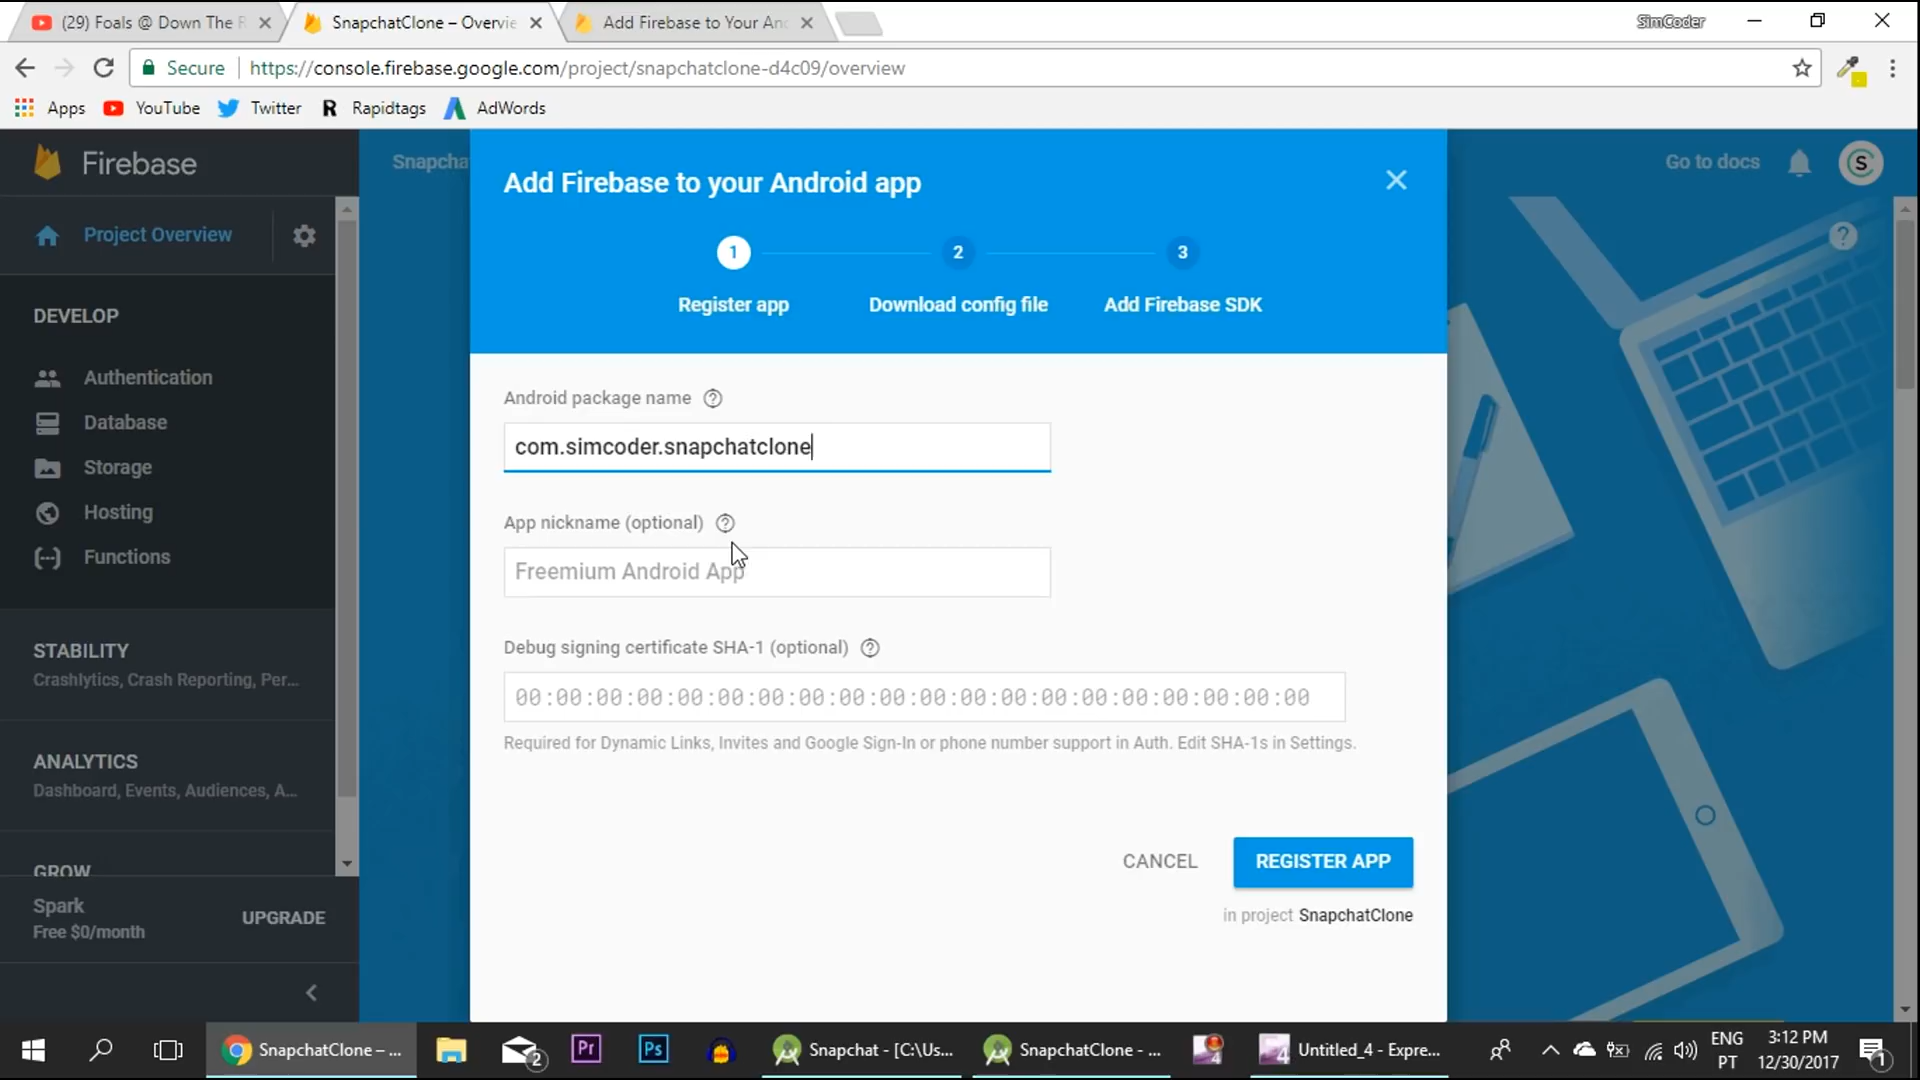 (29) Foals @ Down The R
SnapchatClone – Overvie
Add Firebase to Your An
SimCoder
Secure
https://console.firebase.google.com/project/snapchatclone-d4c09/overview
Apps
YouTube
Twitter
R Rapidtags
AdWords
Firebase
Snapcha
Go to docs
S
Add Firebase to your Android app
Project Overview
?
1 2 3
Register app
Download config file
Add Firebase SDK
DEVELOP
Authentication
Database
Storage
Hosting
Functions
Android package name ?
com.simcoder.snapchatclone
App nickname (optional) ?
Freemium Android App
Debug signing certificate SHA-1 (optional) ?
00:00:00:00:00:00:00:00:00:00:00:00:00:00:00:00:00:00:00:00
Required for Dynamic Links, Invites and Google Sign-In or phone number support in Auth. Edit SHA-1s in Settings.
STABILITY
Crashlytics, Crash Reporting, Per...
ANALYTICS
Dashboard, Events, Audiences, A...
GROW
CANCEL
REGISTER APP
in project SnapchatClone
Spark
Free $0/month
UPGRADE
SnapchatClone – ...
2
Pr
Ps
Snapchat - [C:\Us...
SnapchatClone - ...
4
4
Untitled_4 - Expre...
ENG
PT
3:12 PM
12/30/2017
1